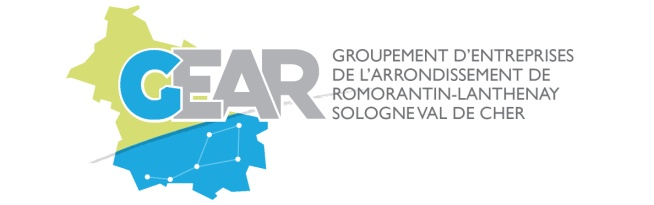 GEAR
GROUPEMENT D'ENTREPRISES
DE L'ARRONDISSEMENT DE
ROMORANTIN-LANTHENAY
SOLOGNE VAL DE CHER